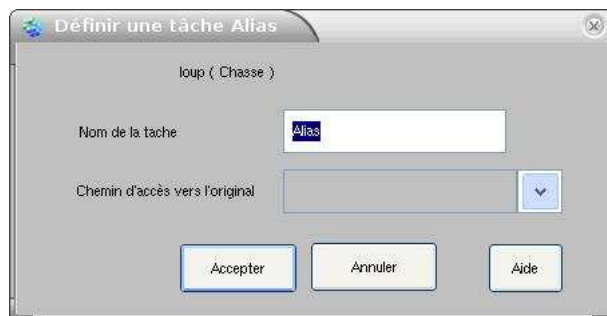 Définir une tâche Alias
loup ( Chasse )
Nom de la tache
Alias
Chemin d'accès vers l'original
Accepter
Annuler
Aide